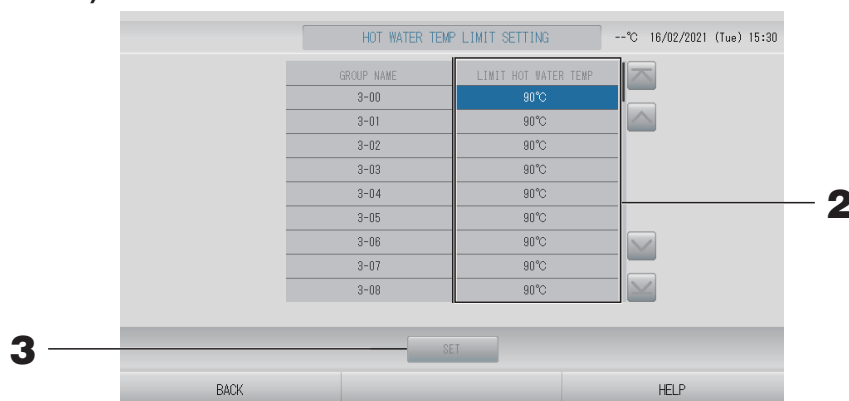 HOT WATER TEMP LIMIT SETTING --°C 16/02/2021 (Tue) 15:30
GROUP NAME LIMIT HOT WATER TEMP
3-00 90°C
3-01 90°C
3-02 90°C
3-03 90°C
3-04 90°C
3-05 90°C
3-06 90°C
3-07 90°C
3-08 90°C
2
3
SET
BACK HELP